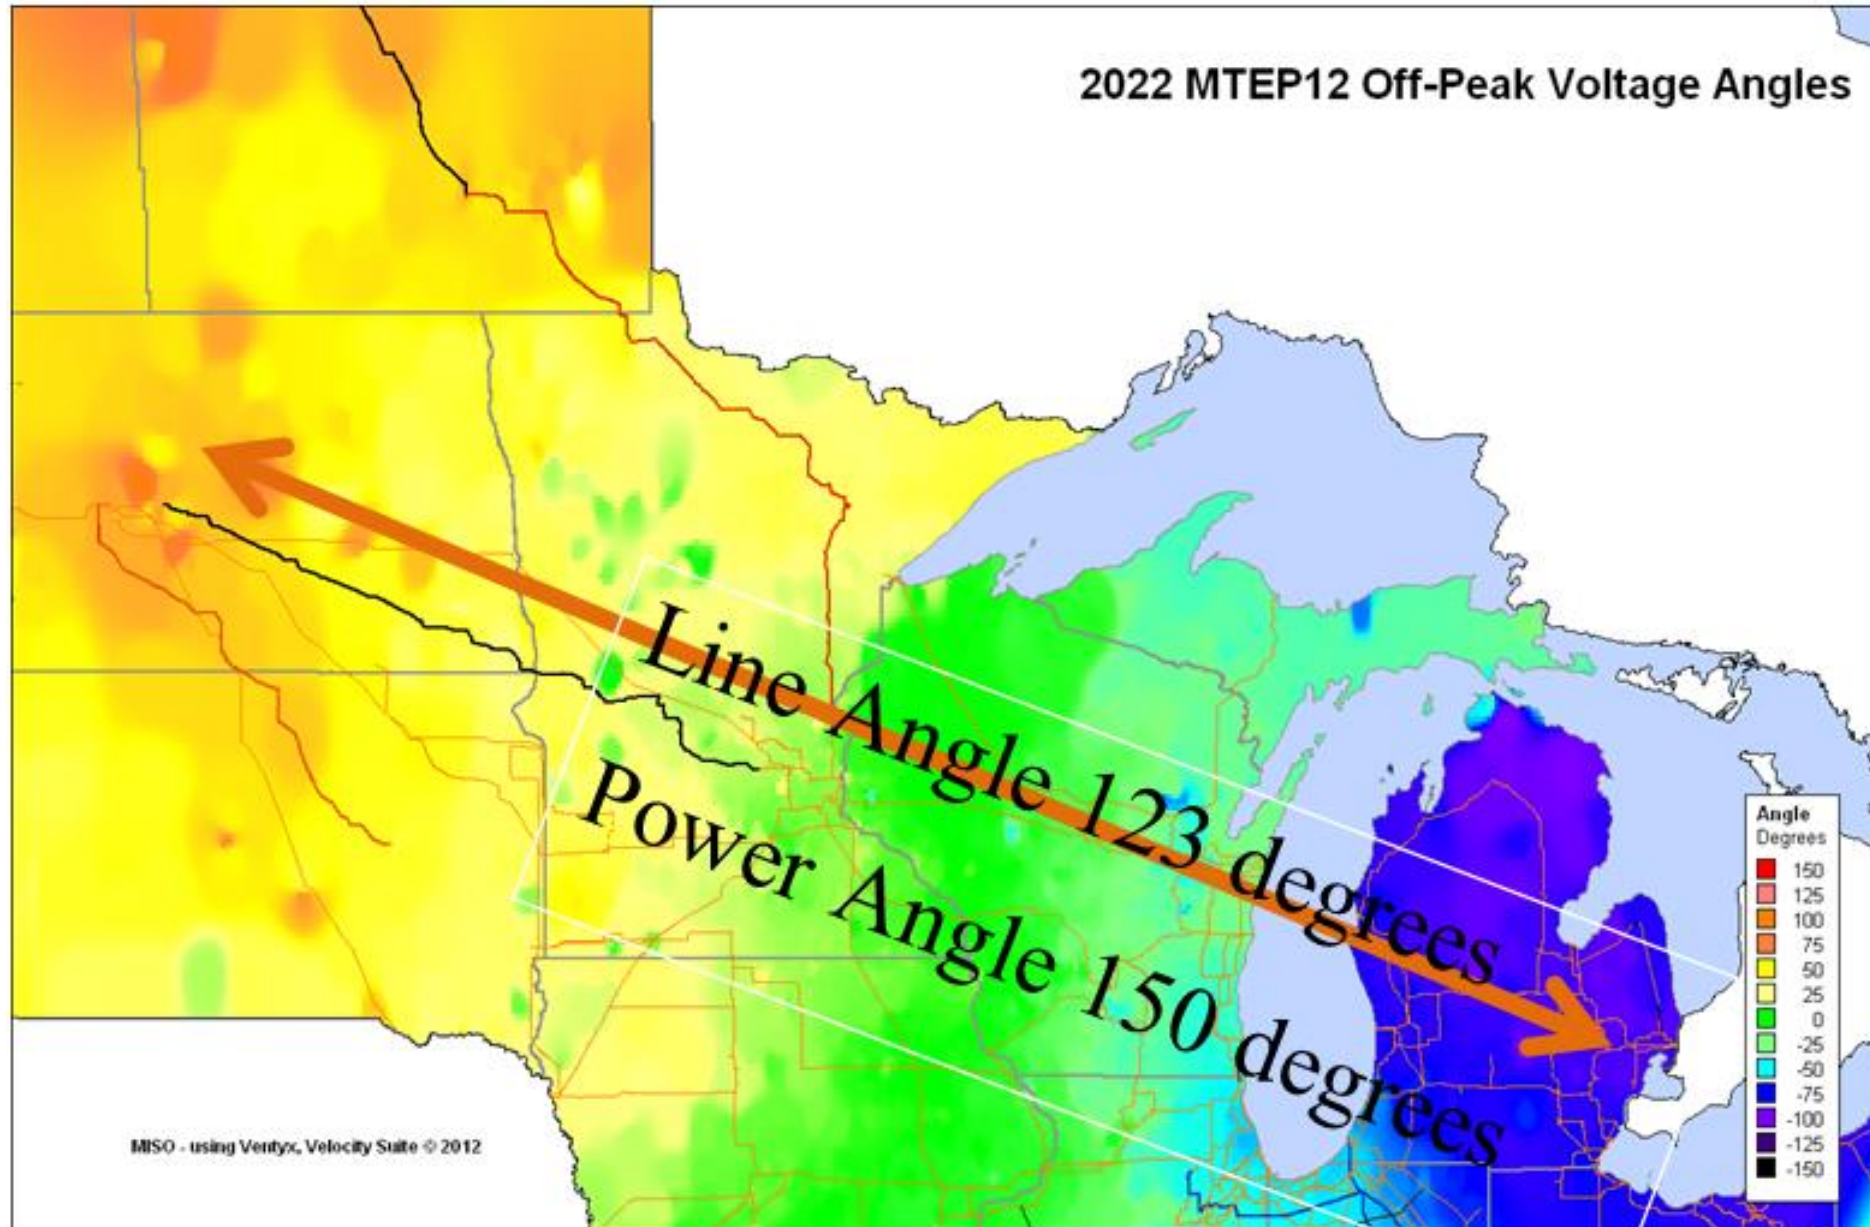 2022 MTEP12 Off-Peak Voltage Angles
Line Angle 123 degrees
Power Angle 150 degrees
Angle
Degrees
150
125
100
75
50
25
0
-25
-50
-75
-100
-125
-150
MISO - using Ventyx, Velocity Suite © 2012